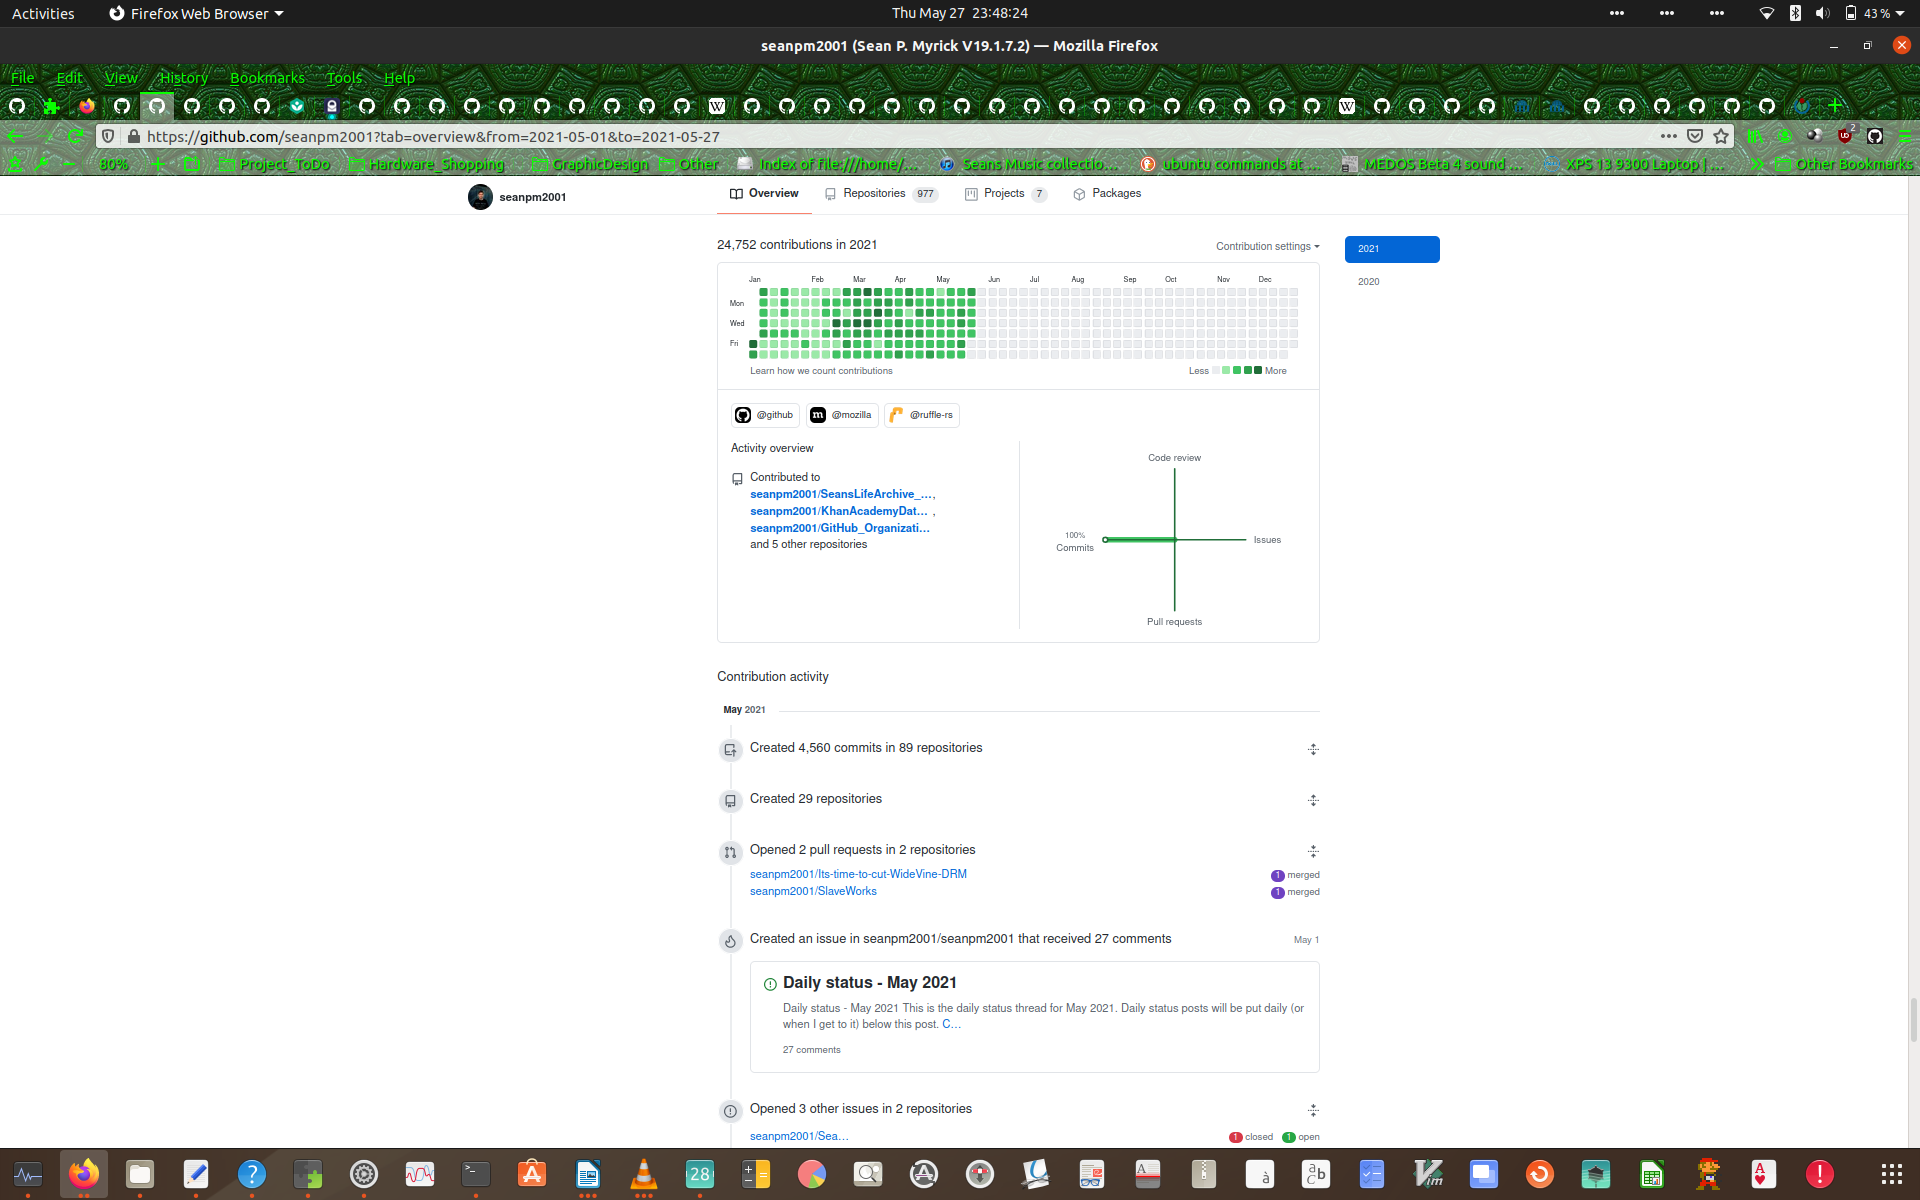 Activities Firefox Web Browser Thu May 27 23:48:24 43 %
seanpm2001 (Sean P. Myrick V19.1.7.2) — Mozilla Firefox
File Edit View History Bookmarks Tools Help
https://github.com/seanpm2001?tab=overview&from=2021-05-01&to=2021-05-27
80% Project_ToDo Hardware_Shopping GraphicDesign Other Index of file:///home/... Seans Music collectio... ubuntu commands at ... MEDOS Beta 4 sound ... XPS 13 9300 Laptop | ... Other Bookmarks
seanpm2001 Overview Repositories 977 Projects 7 Packages
24,752 contributions in 2021 Contribution settings 2021
2020
Jan Feb Mar Apr May Jun Jul Aug Sep Oct Nov Dec
Mon
Wed
Fri
Learn how we count contributions Less More
@github @mozilla @ruffle-rs
Activity overview
Contributed to
seanpm2001/SeansLifeArchive_...,
seanpm2001/KhanAcademyDat... ,
seanpm2001/GitHub_Organizati...
and 5 other repositories
Code review
100%
Commits
Issues
Pull requests
Contribution activity
May 2021
Created 4,560 commits in 89 repositories
Created 29 repositories
Opened 2 pull requests in 2 repositories
seanpm2001/Its-time-to-cut-WideVine-DRM 1 merged
seanpm2001/SlaveWorks 1 merged
Created an issue in seanpm2001/seanpm2001 that received 27 comments May 1
Daily status - May 2021
Daily status - May 2021 This is the daily status thread for May 2021. Daily status posts will be put daily (or
when I get to it) below this post. C...
27 comments
Opened 3 other issues in 2 repositories
seanpm2001/Sea... 1 closed 1 open
28